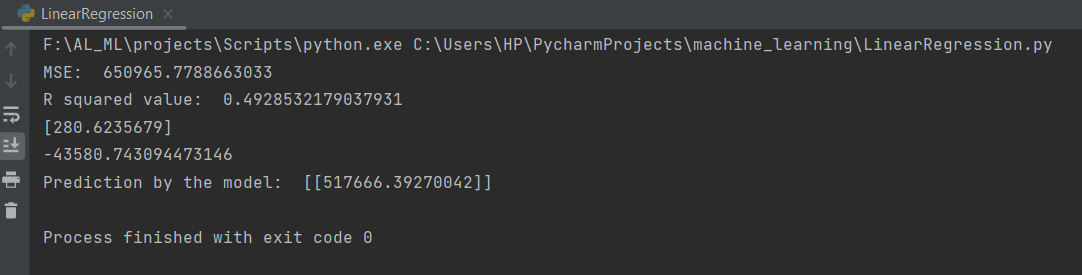 LinearRegression
F:\AL_ML\projects\Scripts\python.exe C:\Users\HP\PycharmProjects\machine_learning\LinearRegression.py
MSE:  650965.7788663033
R squared value:  0.4928532179037931
[280.6235679]
-43580.743094473146
Prediction by the model:  [[517666.39270042]]
Process finished with exit code 0